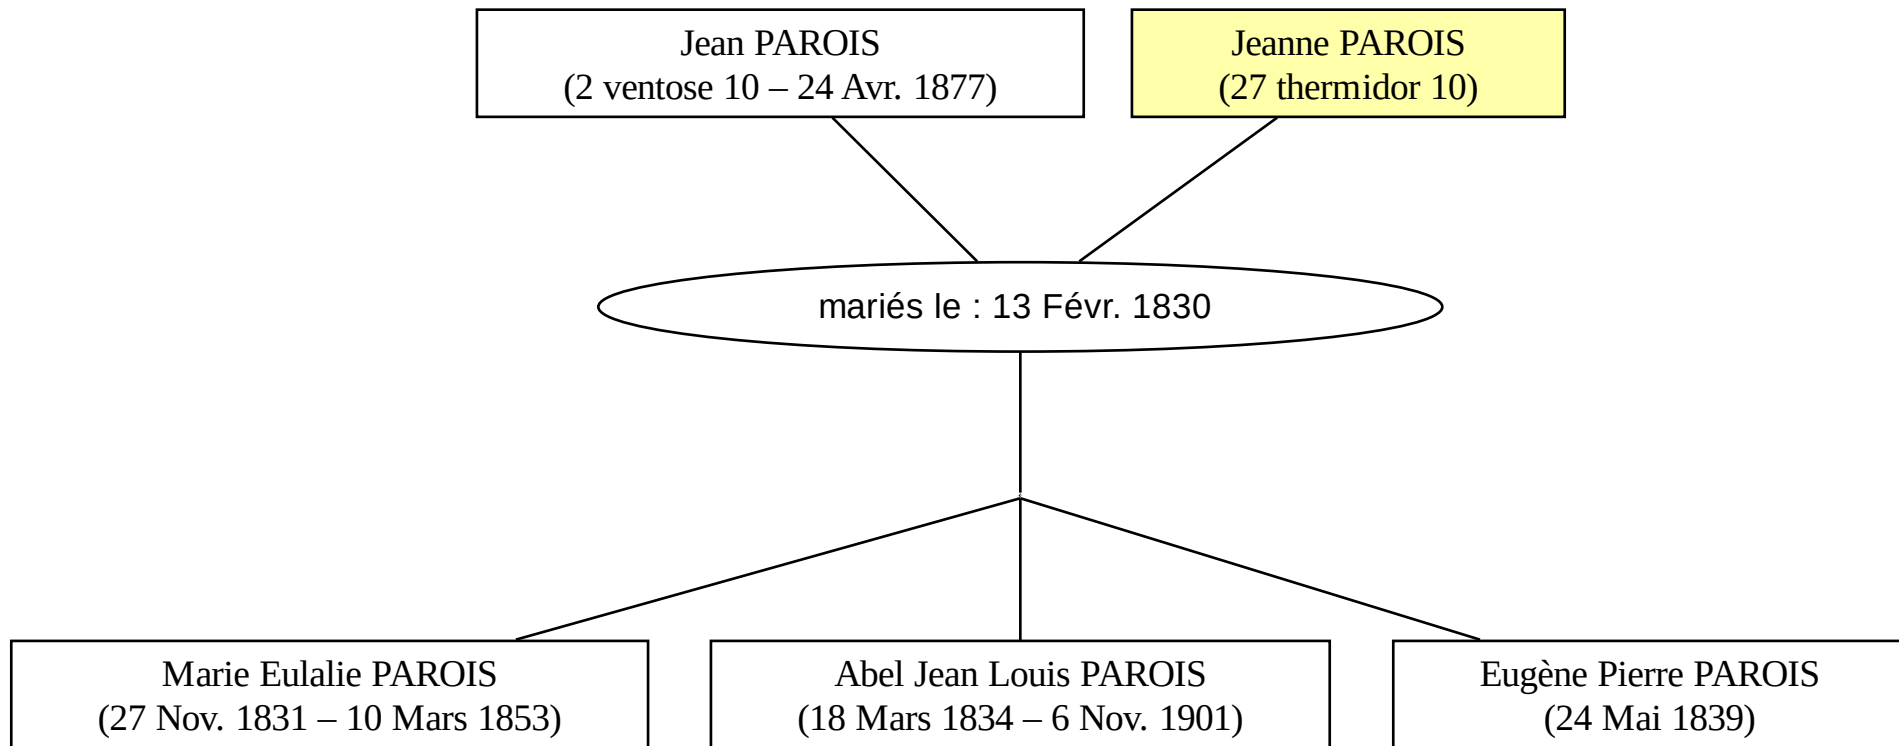 Jean PAROIS
(2 ventose 10 – 24 Avr. 1877)
Jeanne PAROIS
(27 thermidor 10)
mariés le : 13 Févr. 1830
Marie Eulalie PAROIS
(27 Nov. 1831 – 10 Mars 1853)
Abel Jean Louis PAROIS
(18 Mars 1834 – 6 Nov. 1901)
Eugène Pierre PAROIS
(24 Mai 1839)